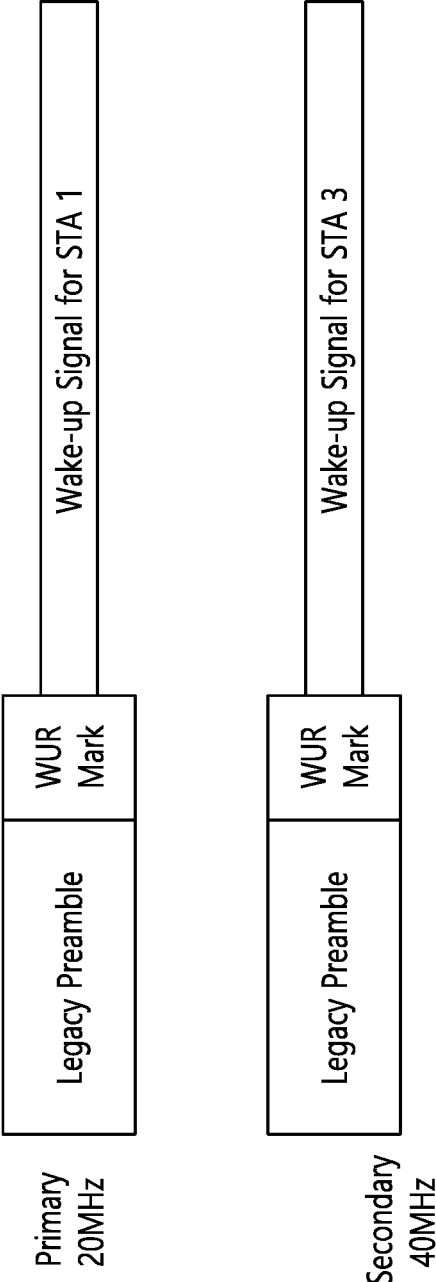 Primary
20MHz
Legacy Preamble
WUR
Mark
Wake-up Signal for STA 1
Secondary
40MHz
Legacy Preamble
WUR
Mark
Wake-up Signal for STA 3